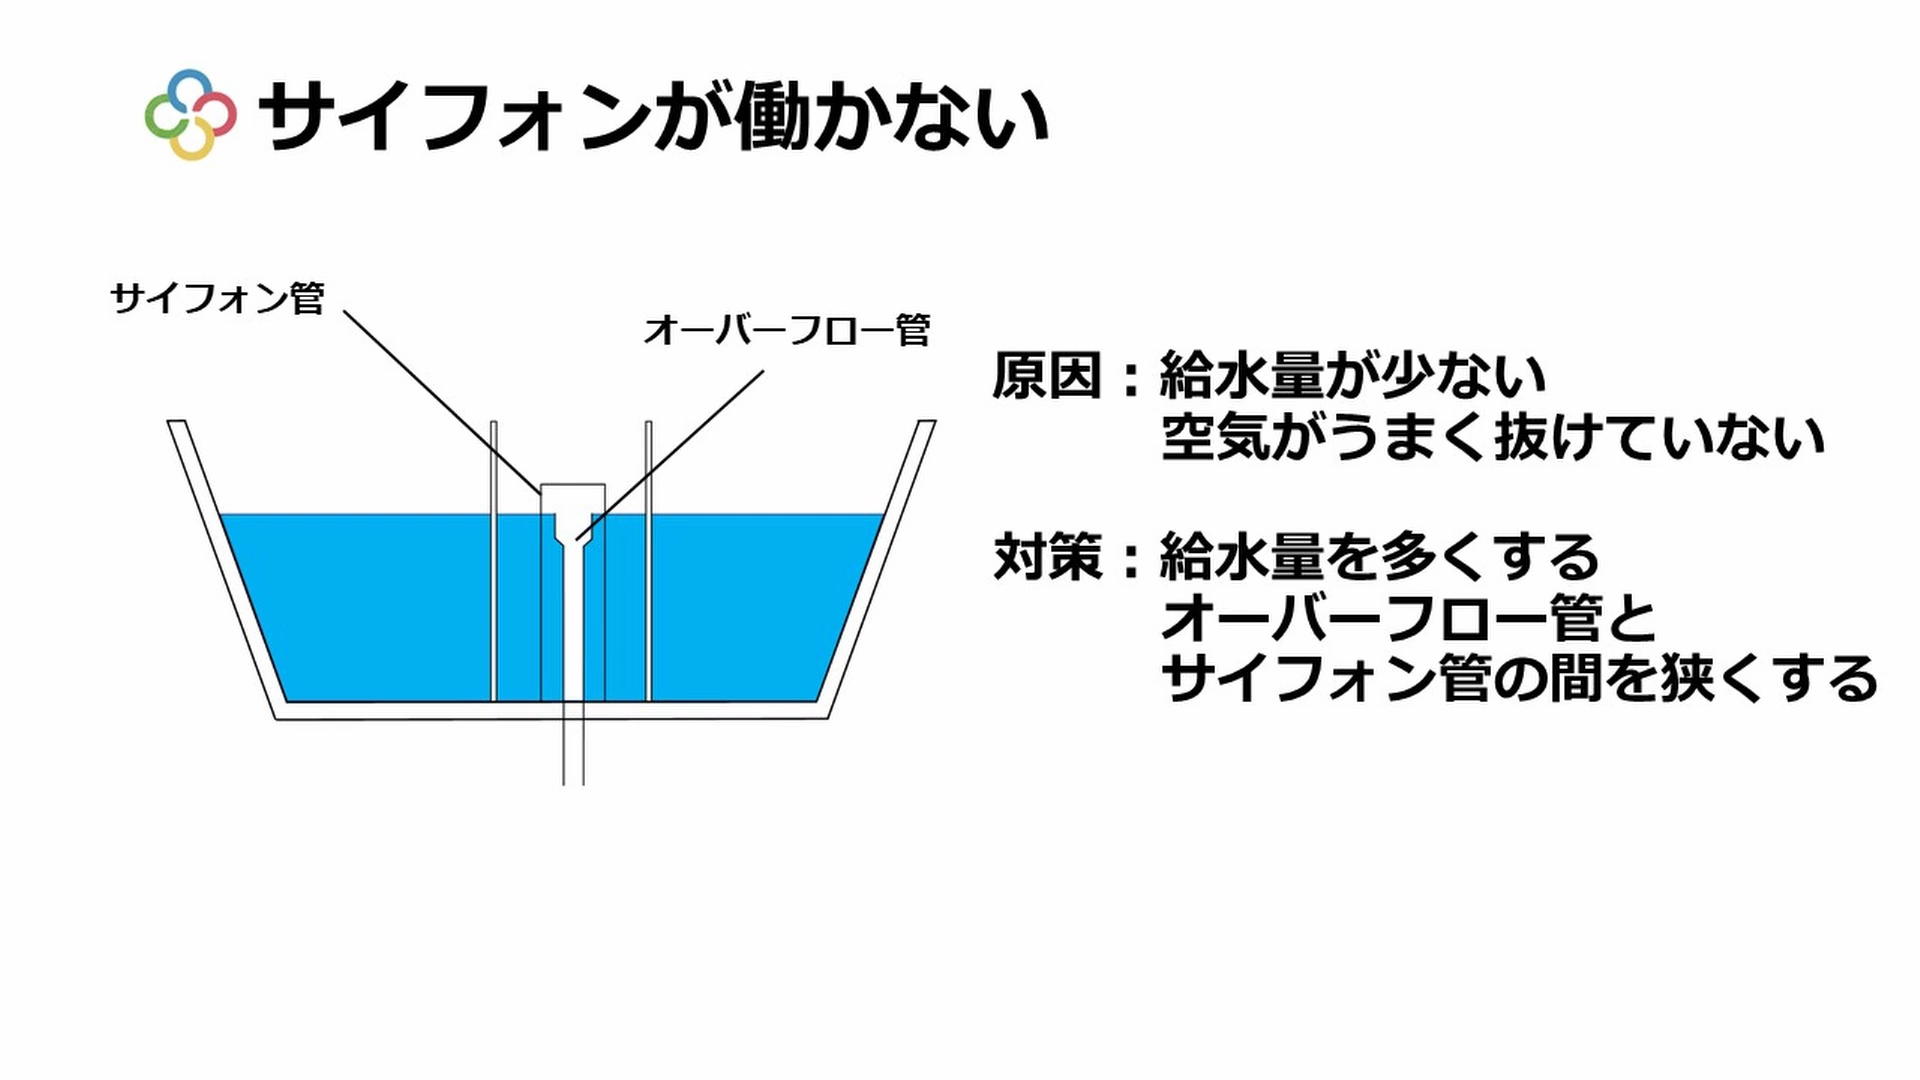 サイフォンが働かない
サイフォン管
オーバーフロー管
原因：給水量が少ない
空気がうまく抜けていない
対策：給水量を多くする
オーバーフロー管と
サイフォン管の間を狭くする